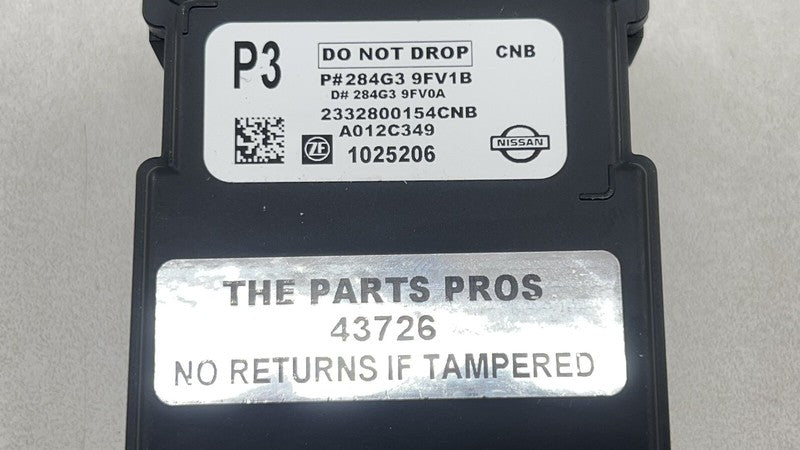 P3
DO NOT DROP
CNB
P#284G3 9FV1B
D# 284G3 9FV0A
2332800154CNB
A012C349
ZF
1025206
NISSAN
THE PARTS PROS
43726
NO RETURNS IF TAMPERED